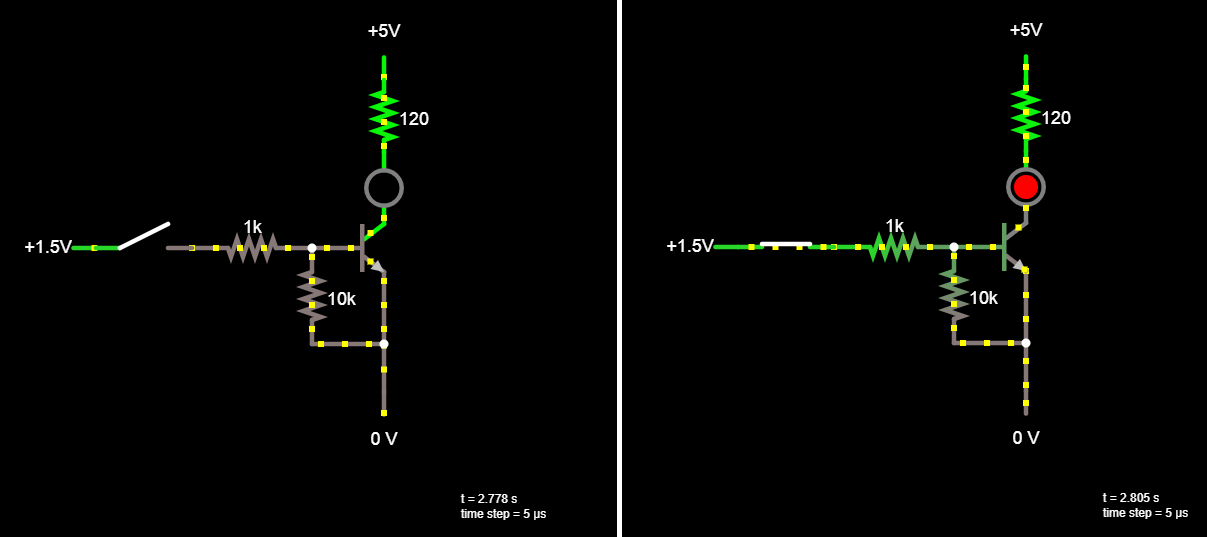 +5V
120
1k
+1.5V
10k
0 V
t = 2.778 s
time step = 5 µs
+5V
120
1k
+1.5V
10k
0 V
t = 2.805 s
time step = 5 µs